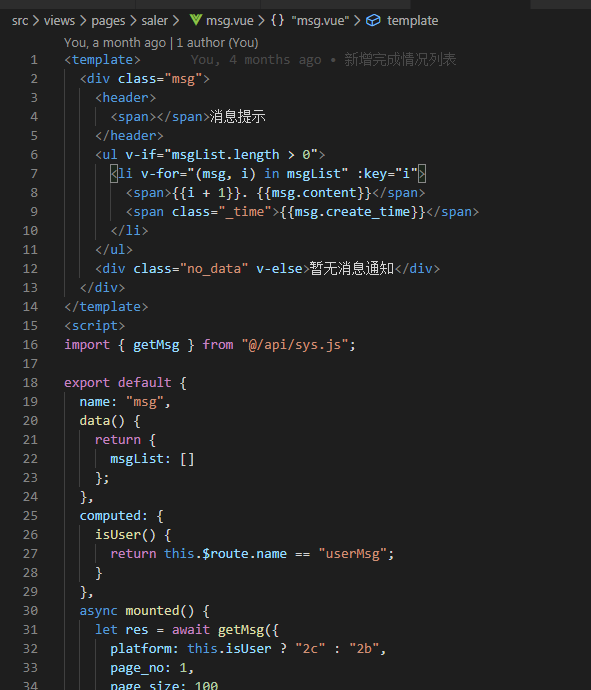 src > views > pages > saler > msg.vue > {} "msg.vue" > template
You, a month ago | 1 author (You)
1 <template> You, 4 months ago • 新增完成情况列表
2 <div class="msg">
3 <header>
4 <span></span>消息提示
5 </header>
6 <ul v-if="msgList.length > 0">
7 <li v-for="(msg, i) in msgList" :key="i">
8 <span>{{i + 1}}. {{msg.content}}</span>
9 <span class="_time">{{msg.create_time}}</span>
10 </li>
11 </ul>
12 <div class="no_data" v-else>暂无消息通知</div>
13 </div>
14 </template>
15 <script>
16 import { getMsg } from "@/api/sys.js";
17
18 export default {
19 name: "msg",
20 data() {
21 return {
22 msgList: []
23 };
24 },
25 computed: {
26 isUser() {
27 return this.$route.name == "userMsg";
28 }
29 },
30 async mounted() {
31 let res = await getMsg({
32 platform: this.isUser ? "2c" : "2b",
33 page_no: 1,
34 page_size: 100